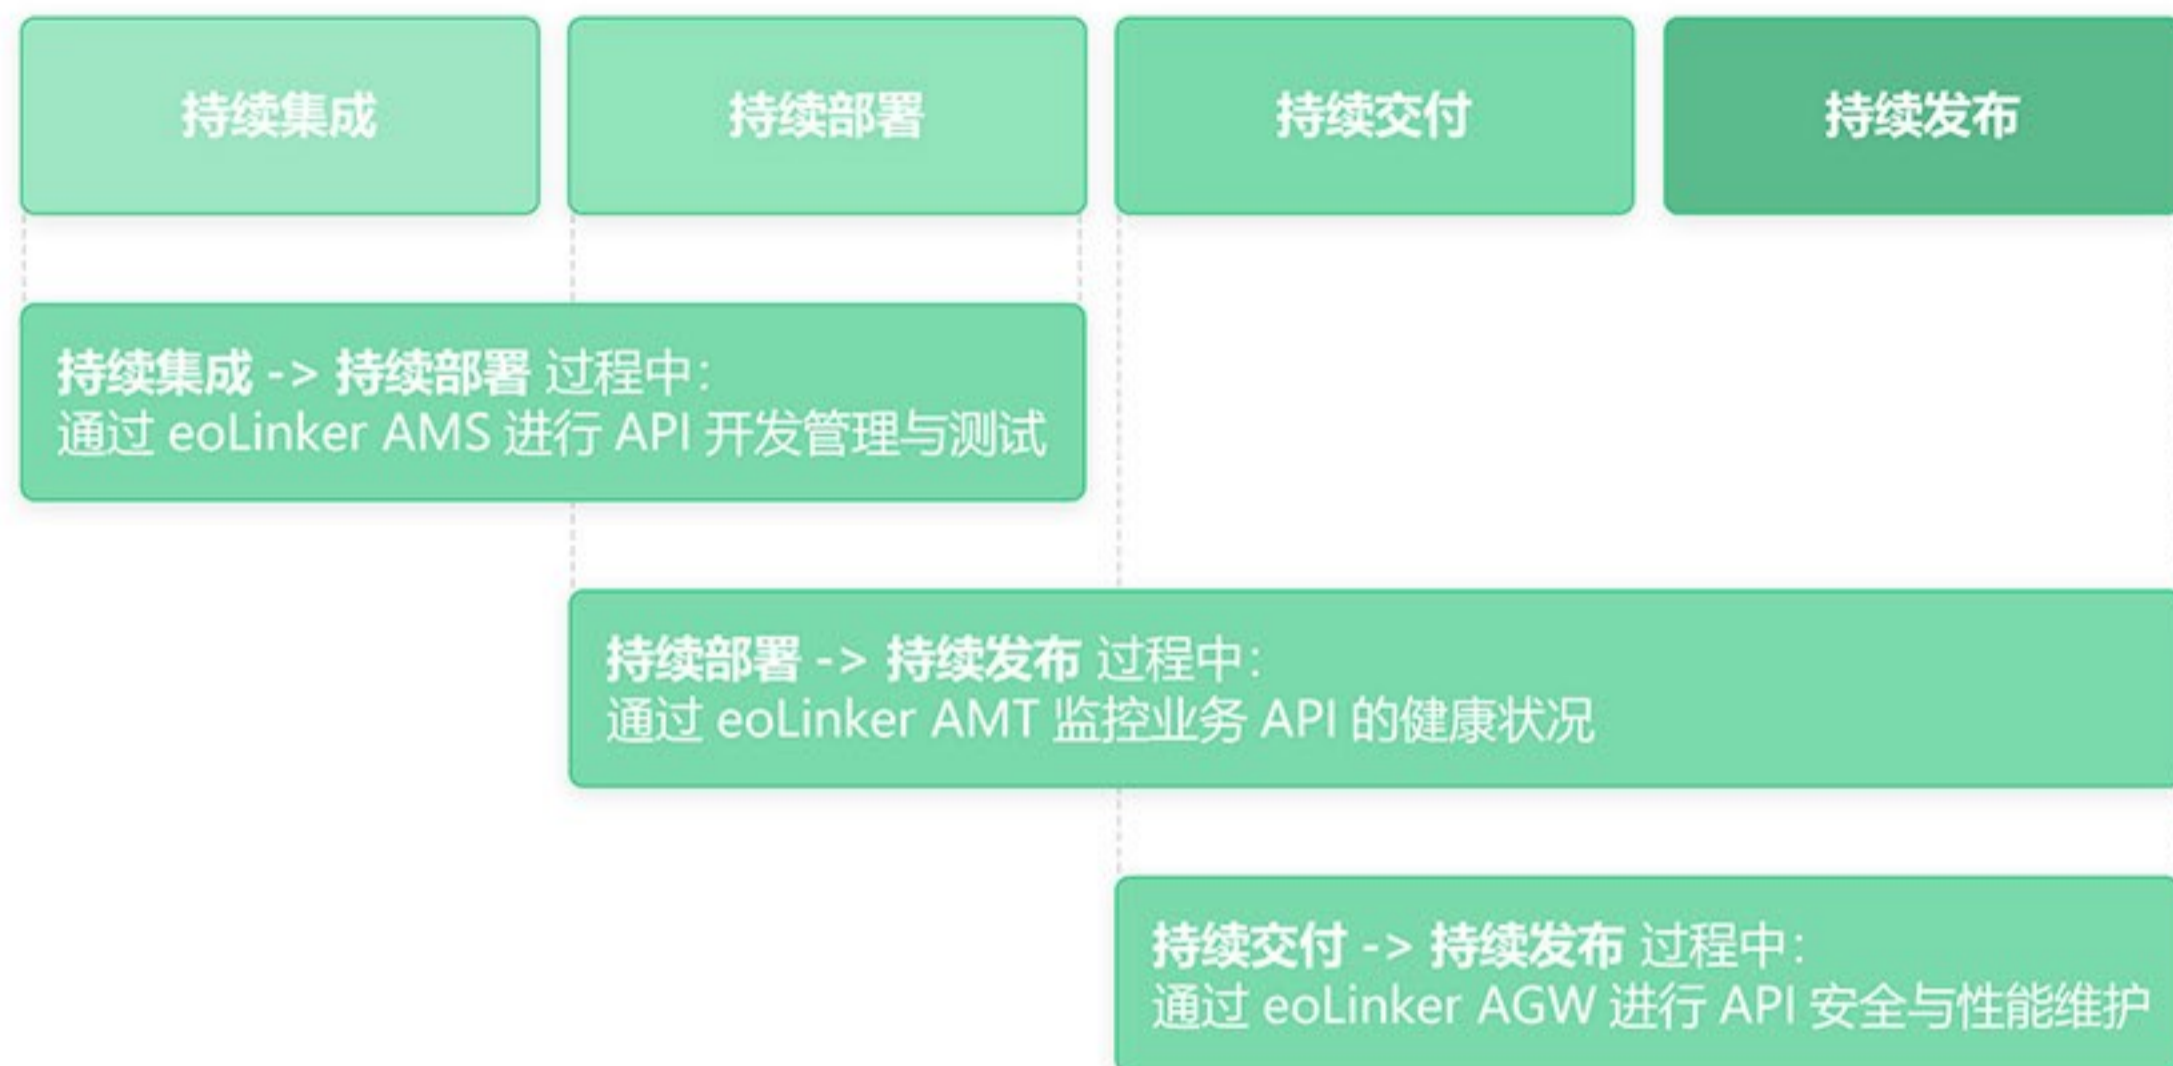 持续集成
持续部署
持续交付
持续发布
持续集成 -> 持续部署 过程中：
通过 eoLinker AMS 进行 API 开发管理与测试
持续部署 -> 持续发布 过程中：
通过 eoLinker AMT 监控业务 API 的健康状况
持续交付 -> 持续发布 过程中：
通过 eoLinker AGW 进行 API 安全与性能维护